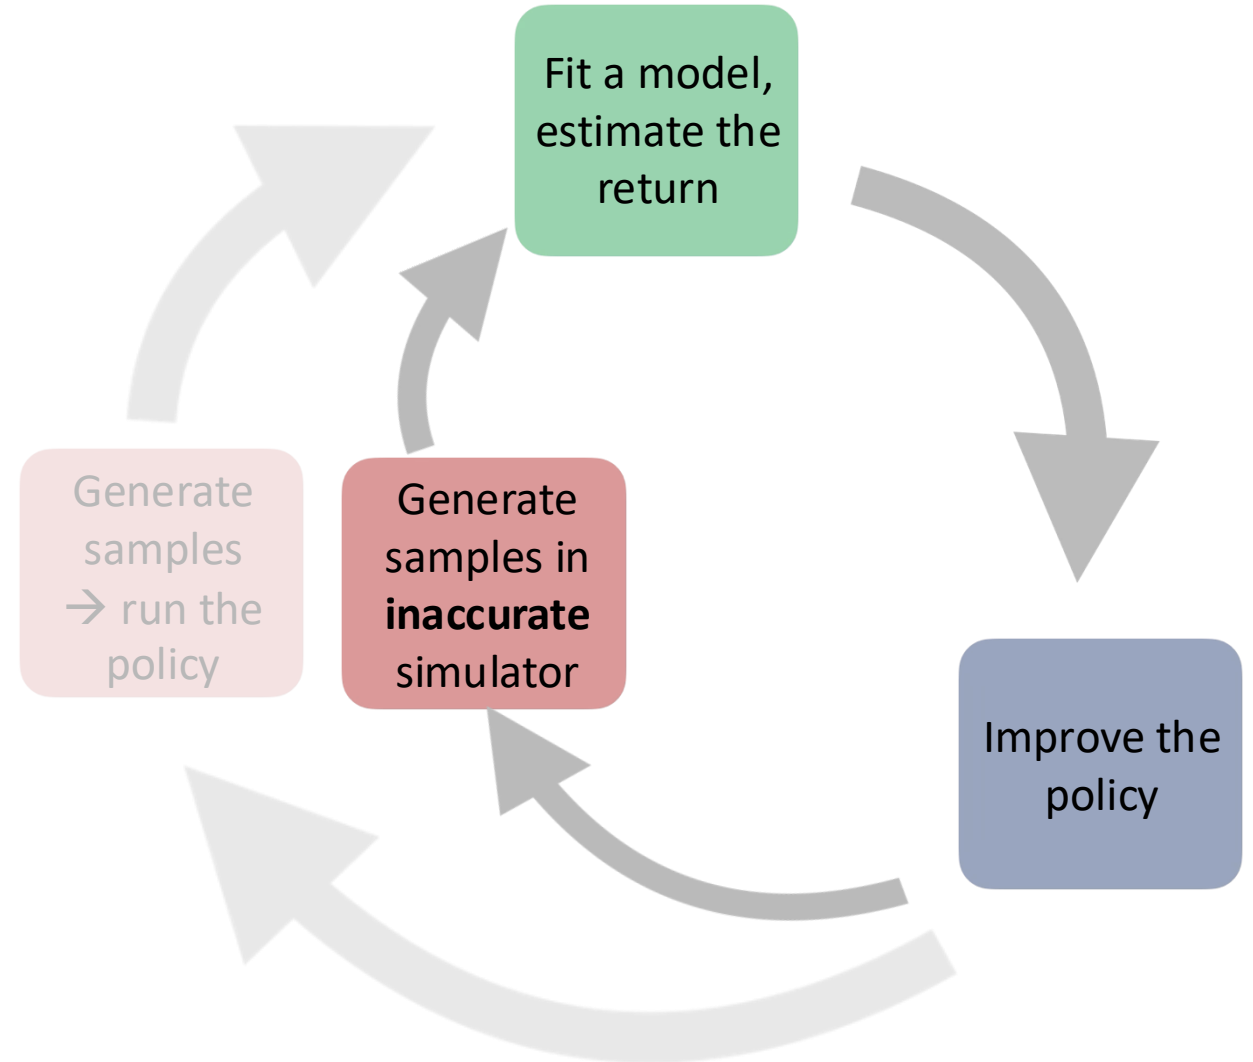 Fit a model,
estimate the
return
Generate
samples
→ run the
policy
Generate
samples in
inaccurate
simulator
Improve the
policy